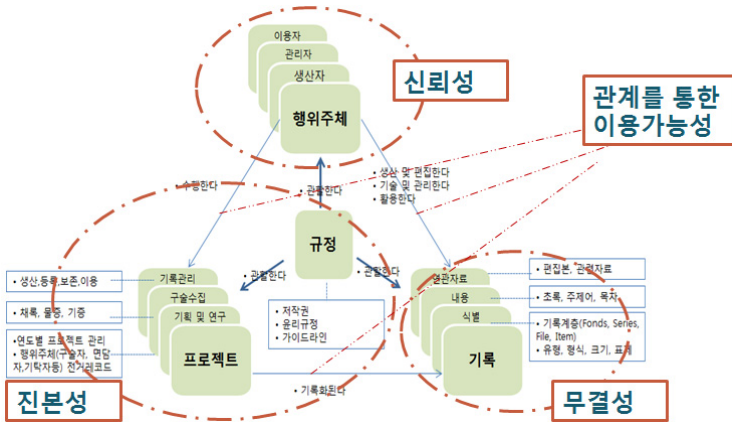 이용자
관리자
생산자
행위주체
신뢰성
관계를 통한
이용가능성
• 수행한다
• 관할한다
• 생산 및 편집한다
• 기술 및 관리한다
• 활용한다
규정
• 관할한다
• 관할한다
기록관리
구술수집
기획 및 연구
프로젝트
• 생산,등록,보존,이용
• 채록, 물증, 기증
•연도별 프로젝트 관리
• 행위주체(구술자, 면담
자,기탁자등) 전거레코드
진본성
• 저작권
• 윤리규정
• 가이드라인
• 기록화된다
열관자료
내용
식별
기록
• 편집본, 관련자료
• 초록, 주제어, 목차
• 기록계층(Fonds, Series,
File, Item)
• 유형, 형식, 크기, 표제
무결성